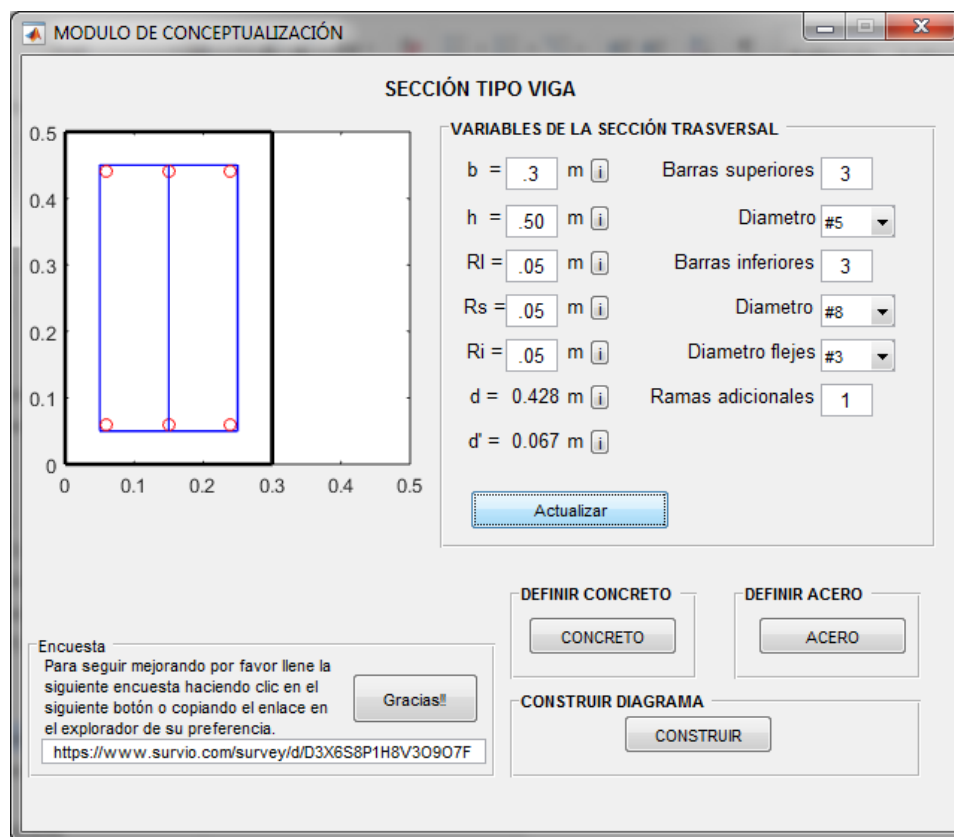 MODULO DE CONCEPTUALIZACIÓN
SECCIÓN TIPO VIGA
0.5
0.4
0.3
0.2
0.1
0
0 0.1 0.2 0.3 0.4 0.5
VARIABLES DE LA SECCIÓN TRASVERSAL
b = .3 m i Barras superiores 3
h = .50 m i Diametro #5
Rl = .05 m i Barras inferiores 3
Rs = .05 m i Diametro #8
Ri = .05 m i Diametro flejes #3
d = 0.428 m i Ramas adicionales 1
d' = 0.067 m i
Actualizar
DEFINIR CONCRETO
CONCRETO
DEFINIR ACERO
ACERO
Encuesta
Para seguir mejorando por favor llene la
siguiente encuesta haciendo clic en el
siguiente botón o copiando el enlace en
el explorador de su preferencia.
Gracias!!
https://www.survio.com/survey/d/D3X6S8P1H8V3O9O7F
CONSTRUIR DIAGRAMA
CONSTRUIR